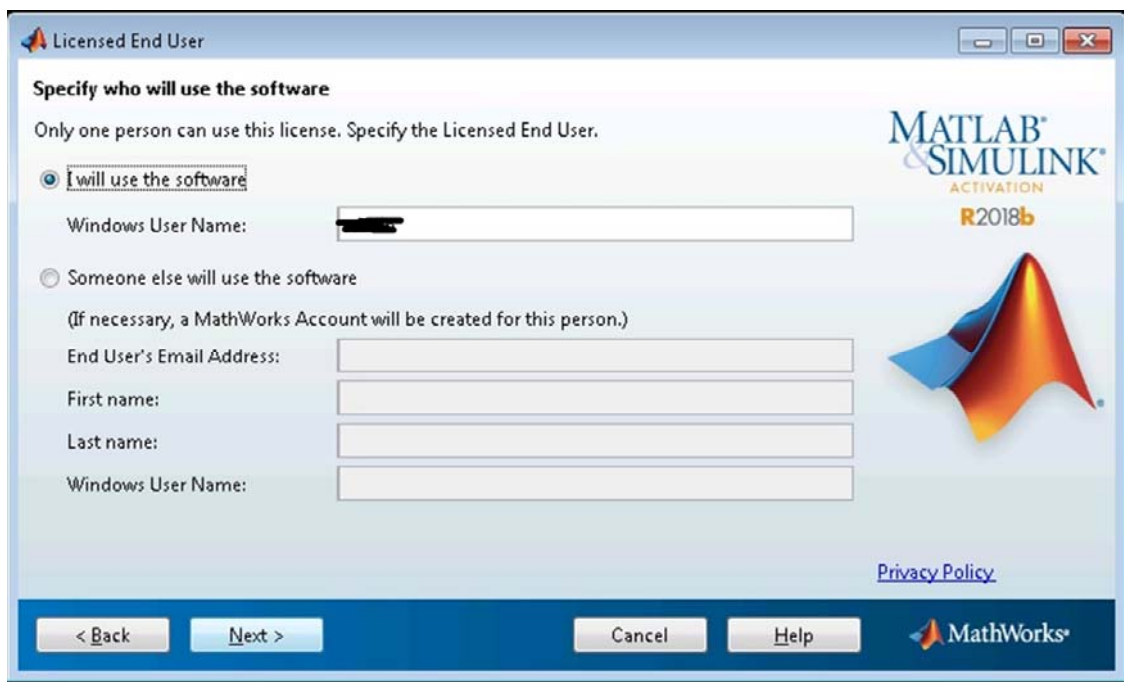 Licensed End User
Specify who will use the software
Only one person can use this license. Specify the Licensed End User.
I will use the software
Windows User Name:
Someone else will use the software
(If necessary, a MathWorks Account will be created for this person.)
End User's Email Address:
First name:
Last name:
Windows User Name:
MATLAB®
&SIMULINK®
ACTIVATION
R2018b
Privacy Policy
< Back
Next >
Cancel
Help
MathWorks®